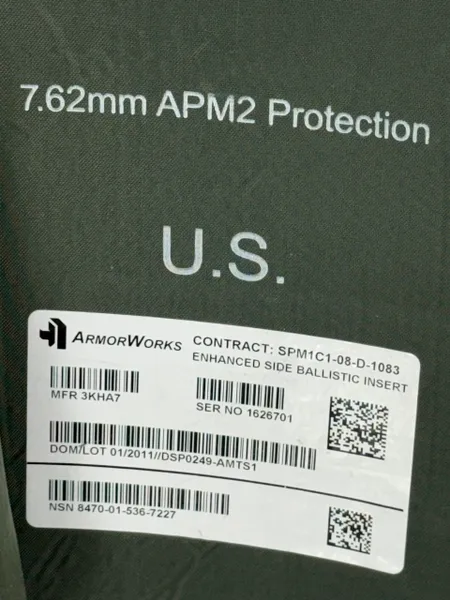 7.62mm APM2 Protection
U.S.
ARMORWORKS
CONTRACT: SPM1C1-08-D-1083
ENHANCED SIDE BALLISTIC INSERT
MFR 3KHA7
SER NO 1626701
DOM/LOT 01/2011//DSP0249-AMTS1
NSN 8470-01-536-7227